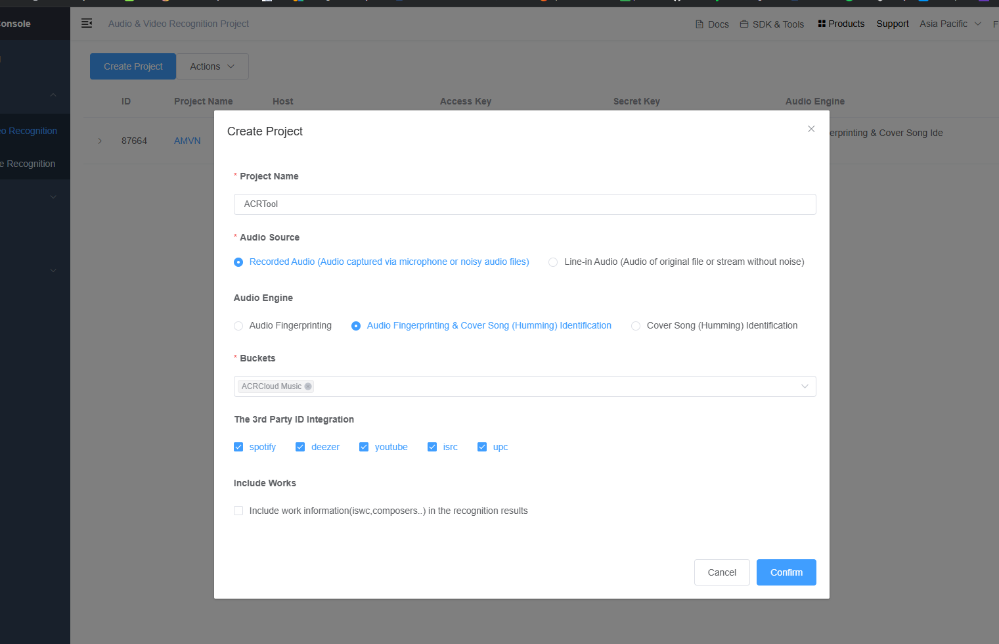 onsole
Audio & Video Recognition Project
Docs
SDK & Tools
Products
Support
Asia Pacific
F
Create Project
Actions
ID
Project Name
Host
Access Key
Secret Key
Audio Engine
eo Recognition
87664
AMVN
erprinting & Cover Song Ide
e Recognition
Create Project
* Project Name
ACRTool
* Audio Source
Recorded Audio (Audio captured via microphone or noisy audio files)
Line-in Audio (Audio of original file or stream without noise)
Audio Engine
Audio Fingerprinting
Audio Fingerprinting & Cover Song (Humming) Identification
Cover Song (Humming) Identification
* Buckets
ACRCloud Music
The 3rd Party ID Integration
spotify
deezer
youtube
isrc
upc
Include Works
Include work information(iswc,composers..) in the recognition results
Cancel
Confirm